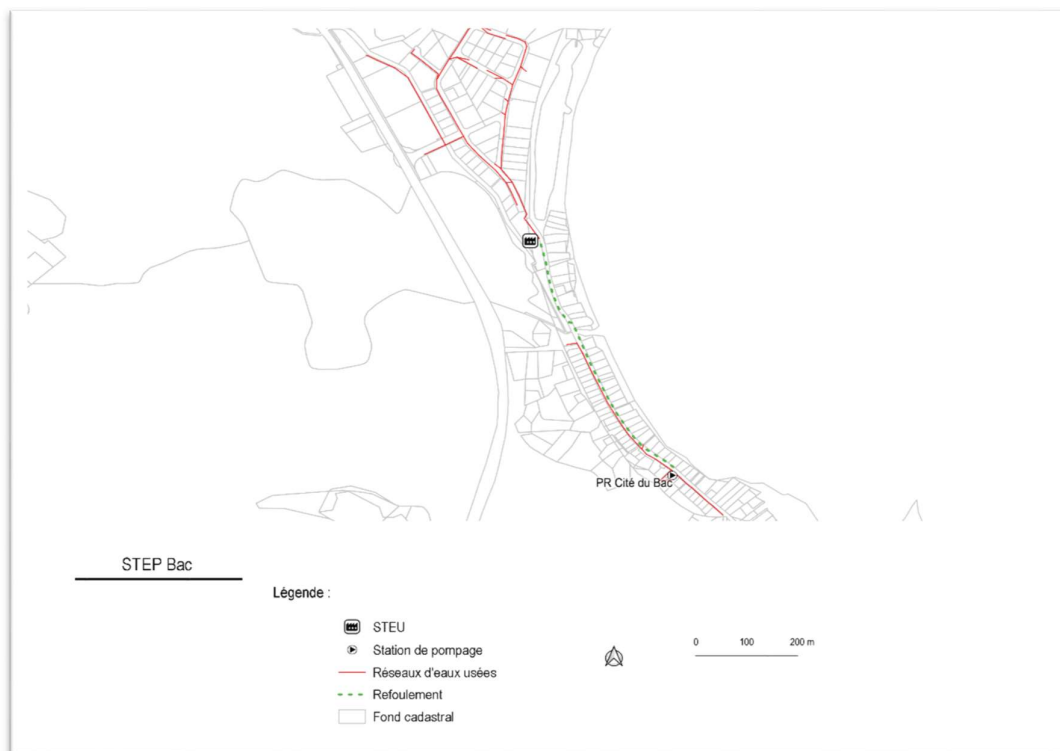 PR Cité du Bac
STEP Bac
Légende :
STEU
Station de pompage
Réseaux d'eaux usées
Refoulement
Fond cadastral
0 100 200 m